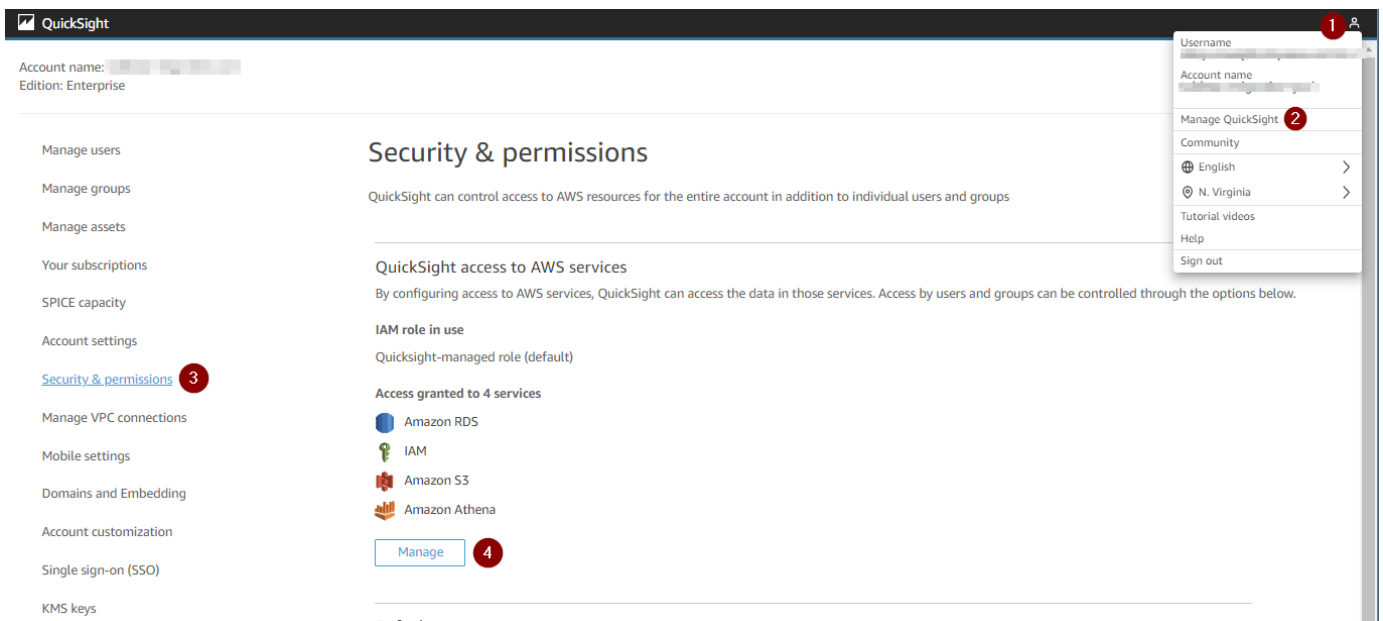 QuickSight
1
Account name:
Edition: Enterprise
Username
Account name
Manage QuickSight 2
Community
English
N. Virginia
Tutorial videos
Help
Sign out
Manage users
Manage groups
Manage assets
Your subscriptions
SPICE capacity
Account settings
Security & permissions 3
Manage VPC connections
Mobile settings
Domains and Embedding
Account customization
Single sign-on (SSO)
KMS keys
Security & permissions
QuickSight can control access to AWS resources for the entire account in addition to individual users and groups
QuickSight access to AWS services
By configuring access to AWS services, QuickSight can access the data in those services. Access by users and groups can be controlled through the options below.
IAM role in use
Quicksight-managed role (default)
Access granted to 4 services
Amazon RDS
IAM
Amazon S3
Amazon Athena
Manage 4